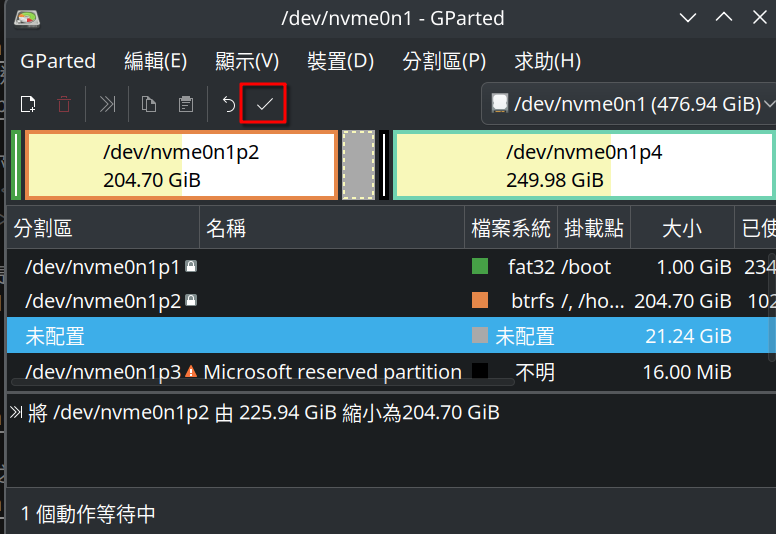 /dev/nvme0n1 - GParted
GParted 編輯(E) 顯示(V) 裝置(D) 分割區(P) 求助(H)
/dev/nvme0n1 (476.94 GiB)
/dev/nvme0n1p2 /dev/nvme0n1p4
204.70 GiB 249.98 GiB
分割區 名稱 檔案系統 掛載點 大小 已使
/dev/nvme0n1p1 fat32 /boot 1.00 GiB 234
/dev/nvme0n1p2 btrfs /, /ho... 204.70 GiB 102
未配置 未配置 21.24 GiB
/dev/nvme0n1p3 Microsoft reserved partition 不明 16.00 MiB
將 /dev/nvme0n1p2 由 225.94 GiB 縮小為204.70 GiB
1 個動作等待中